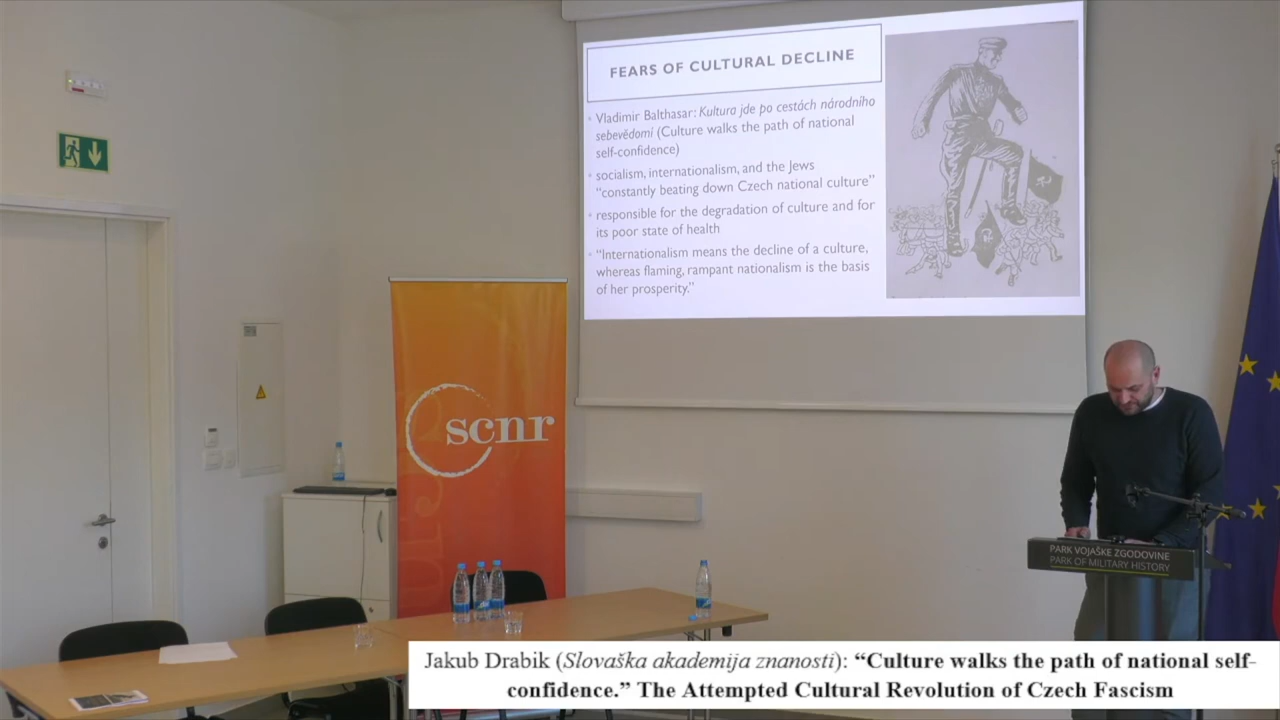 FEARS OF CULTURAL DECLINE
Vladimir Balthasar: Kultura jde po cestách národního
sebevědomí (Culture walks the path of national
self-confidence)
socialism, internationalism, and the Jews
“constantly beating down Czech national culture”
responsible for the degradation of culture and for
its poor state of health
“Internationalism means the decline of a culture,
whereas flaming, rampant nationalism is the basis
of her prosperity.”
scnr
PARK VOJAŠKE ZGODOVINE
PARK OF MILITARY HISTORY
Jakub Drabik (Slovaška akademija znanosti): “Culture walks the path of national self-
confidence.” The Attempted Cultural Revolution of Czech Fascism